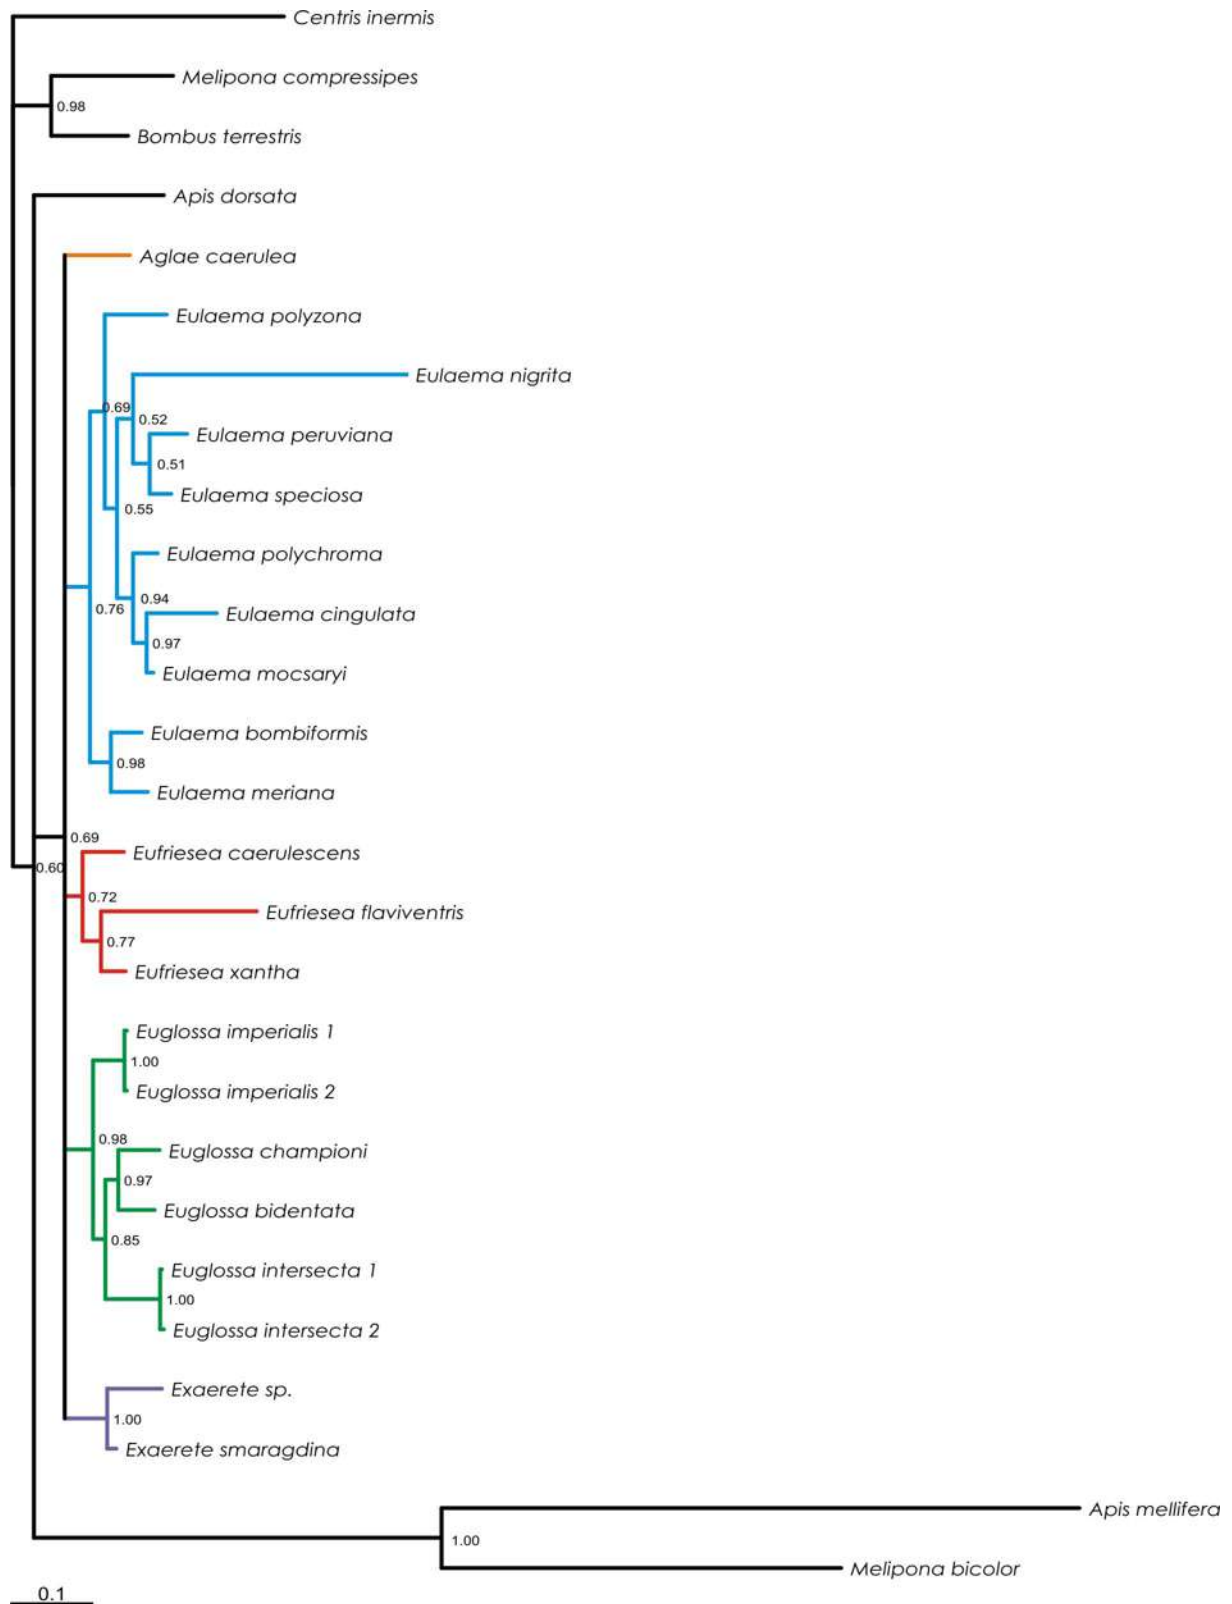 Centris inermis
Melipona compressipes
0.98
Bombus terrestris
Apis dorsata
Aglae caerulea
Eulaema polyzona
Eulaema nigrita
0.69
0.52
Eulaema peruviana
0.51
Eulaema speciosa
0.55
Eulaema polychroma
0.94
0.76
Eulaema cingulata
0.97
Eulaema mocsaryi
Eulaema bombiformis
0.98
Eulaema meriana
0.69
Eufriesea caerulescens
0.60
0.72
Eufriesea flaviventris
0.77
Eufriesea xantha
Euglossa imperialis 1
1.00
Euglossa imperialis 2
0.98
Euglossa championi
0.97
Euglossa bidentata
0.85
Euglossa intersecta 1
1.00
Euglossa intersecta 2
Exaerete sp.
1.00
Exaerete smaragdina
Apis mellifera
1.00
Melipona bicolor
0.1